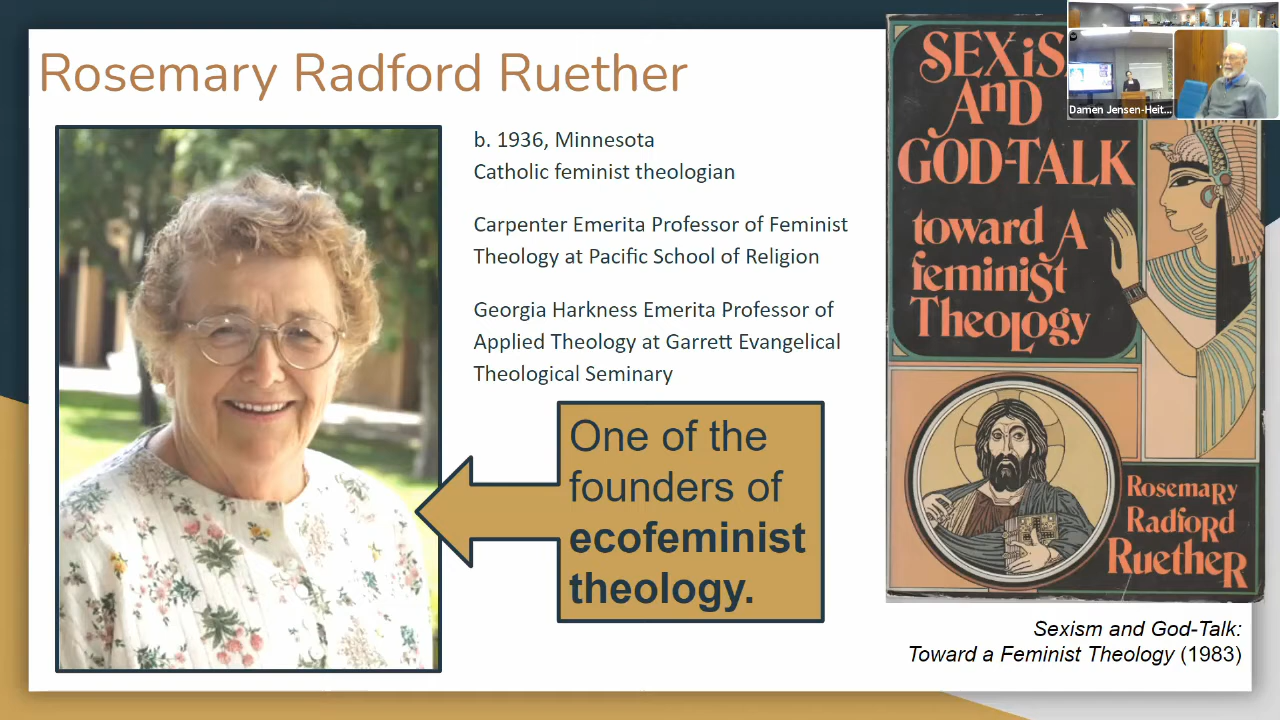 Rosemary Radford Ruether
b. 1936, Minnesota
Catholic feminist theologian
Carpenter Emerita Professor of Feminist
Theology at Pacific School of Religion
Georgia Harkness Emerita Professor of
Applied Theology at Garrett Evangelical
Theological Seminary
One of the
founders of
ecofeminist
theology.
SEXiS
AnD
GOD-TALK
toward A
feminiST
TheoLogy
RosemaRy
Radford
RuetheR
Sexism and God-Talk:
Toward a Feminist Theology (1983)
Damen Jensen-Heit...